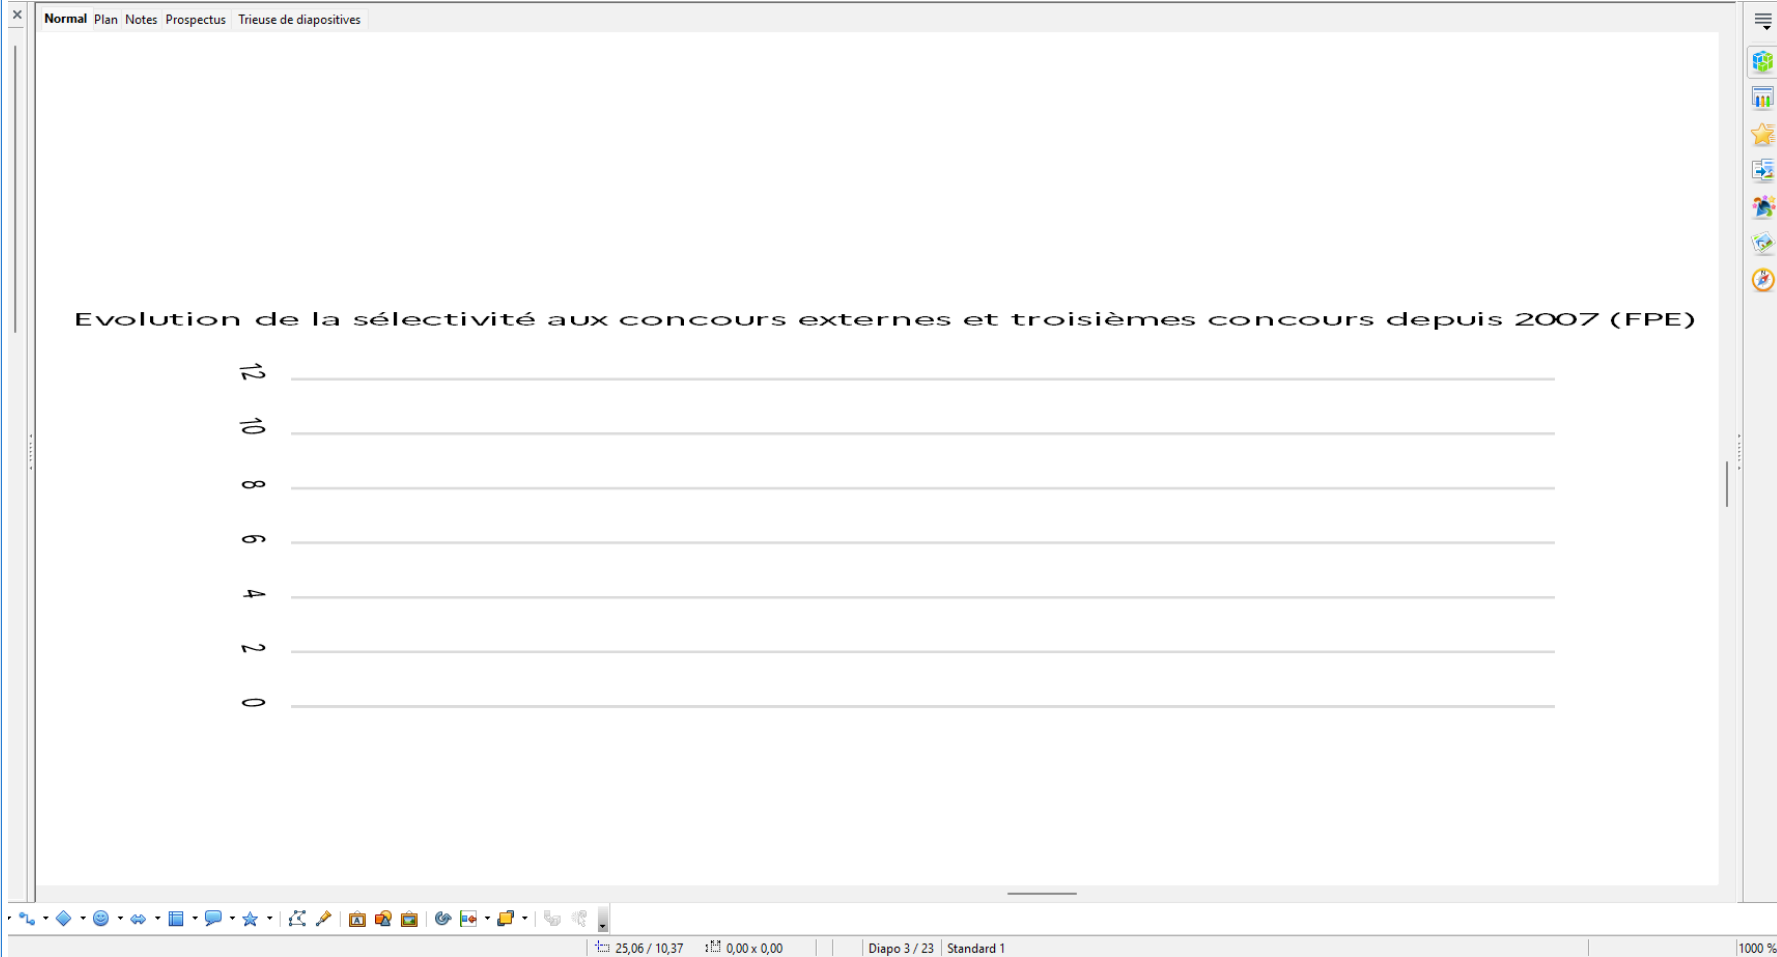 Normal Plan Notes Prospectus Trieuse de diapositives
Evolution de la sélectivité aux concours externes et troisièmes concours depuis 2007 (FPE)
12
10
8
6
4
2
0
25,06 / 10,37 0,00 x 0,00 Diapo 3 / 23 Standard 1 1000 %